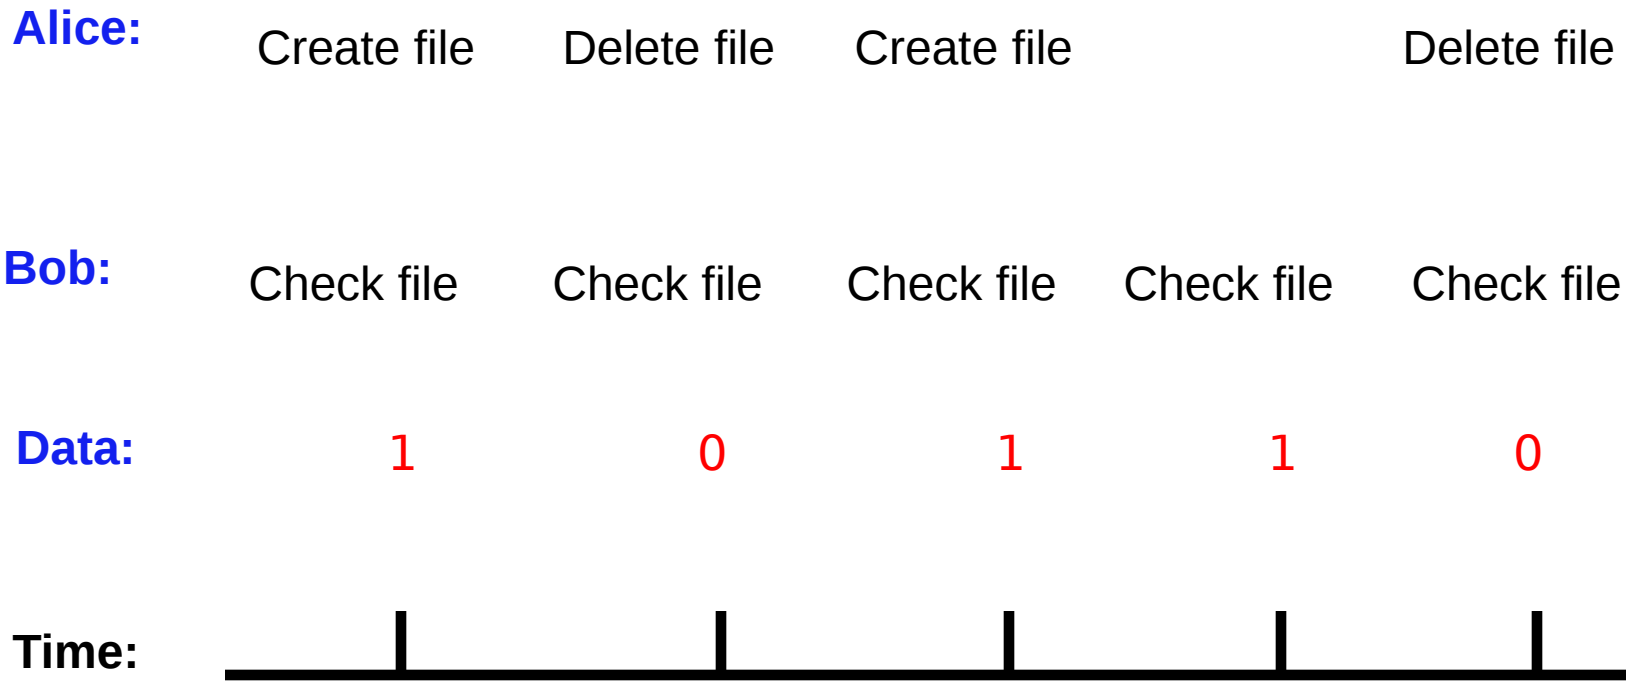 Alice: Create file Delete file Create file Delete file
Bob: Check file Check file Check file Check file Check file
Data: 1 0 1 1 0
Time: